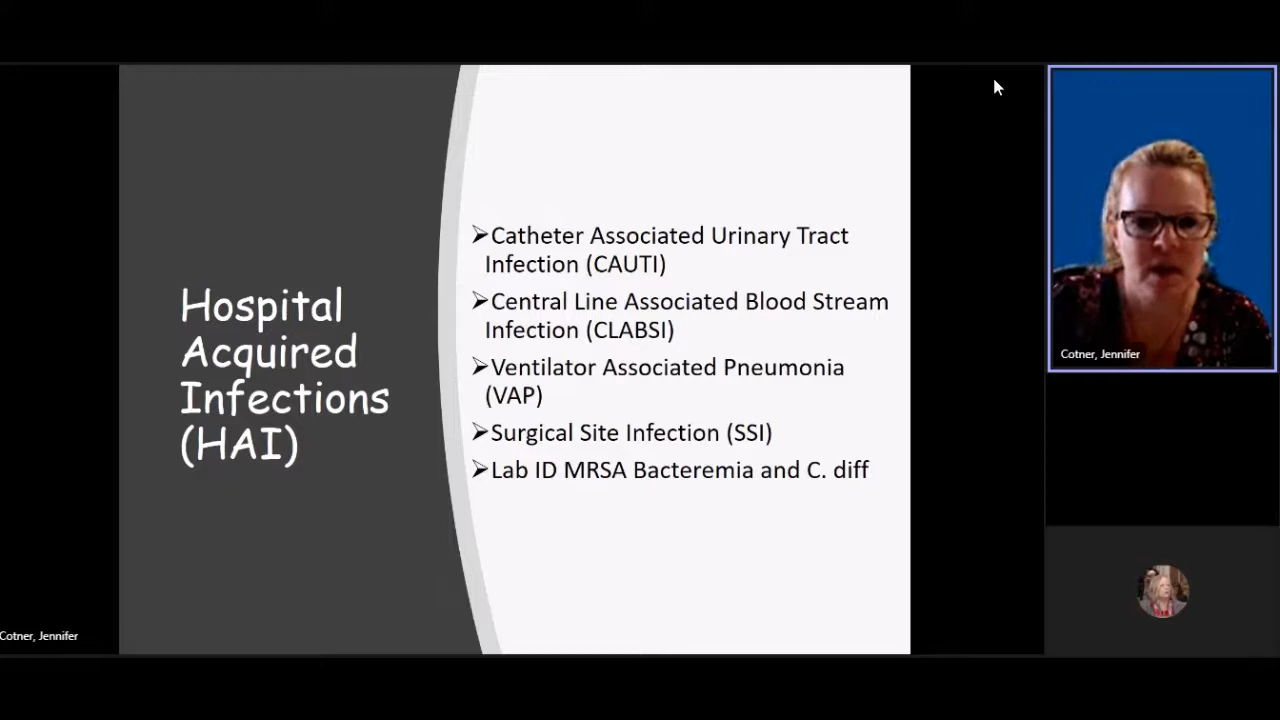 Hospital
Acquired
Infections
(HAI)
➢Catheter Associated Urinary Tract
Infection (CAUTI)
➢Central Line Associated Blood Stream
Infection (CLABSI)
➢Ventilator Associated Pneumonia
(VAP)
➢Surgical Site Infection (SSI)
➢Lab ID MRSA Bacteremia and C. diff
Cotner, Jennifer
Cotner, Jennifer